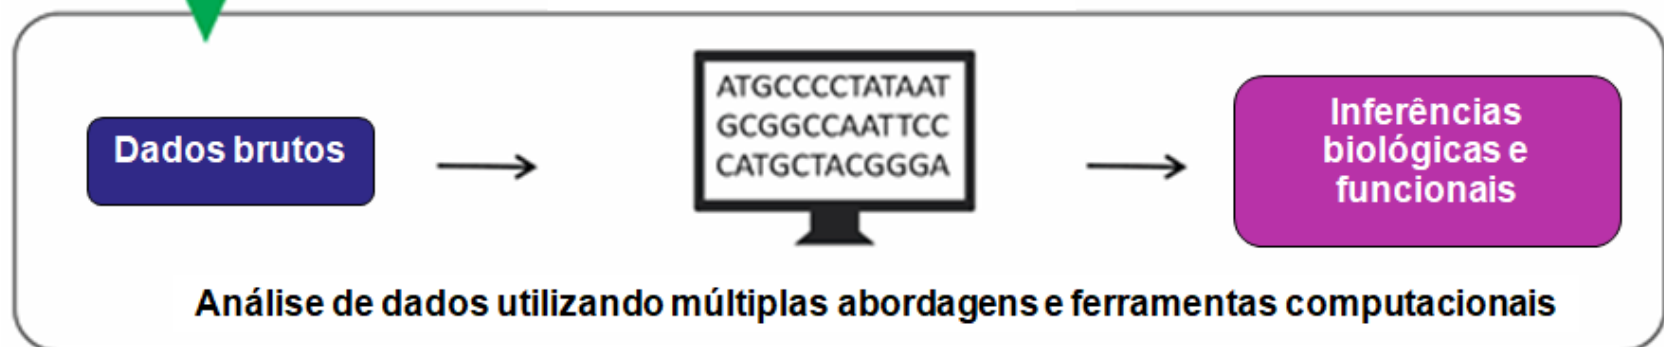 Dados brutos
ATGCCCCTATAAT
GCGGCCAATTCC
CATGCTACGGGA
Inferências
biológicas e
funcionais
Análise de dados utilizando múltiplas abordagens e ferramentas computacionais